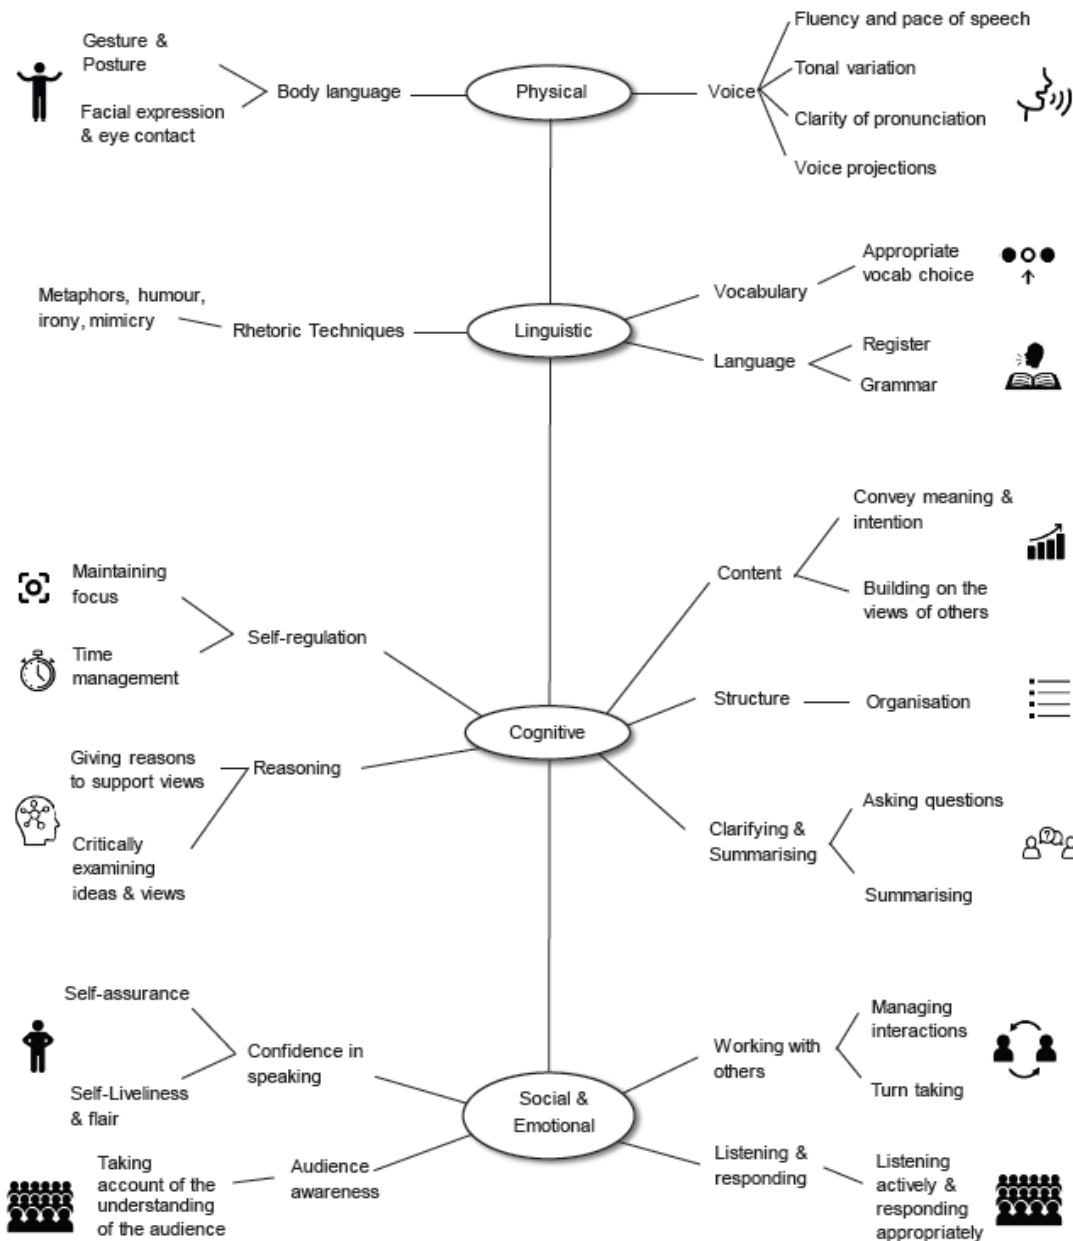 Gesture &
Posture
Facial expression
& eye contact
Body language
Physical
Voice
Fluency and pace of speech
Tonal variation
Clarity of pronunciation
Voice projections
Metaphors, humour,
irony, mimicry
Rhetoric Techniques
Linguistic
Vocabulary
Appropriate
vocab choice
Language
Register
Grammar
Maintaining
focus
Time
management
Self-regulation
Giving reasons
to support views
Critically
examining
ideas & views
Reasoning
Cognitive
Content
Convey meaning &
intention
Building on the
views of others
Structure
Organisation
Clarifying &
Summarising
Asking questions
?
Summarising
Self-assurance
Self-Liveliness
& flair
Confidence in
speaking
Taking
account of the
understanding
of the audience
Audience
awareness
Social &
Emotional
Working with
others
Managing
interactions
Turn taking
Listening &
responding
Listening
actively &
responding
appropriately